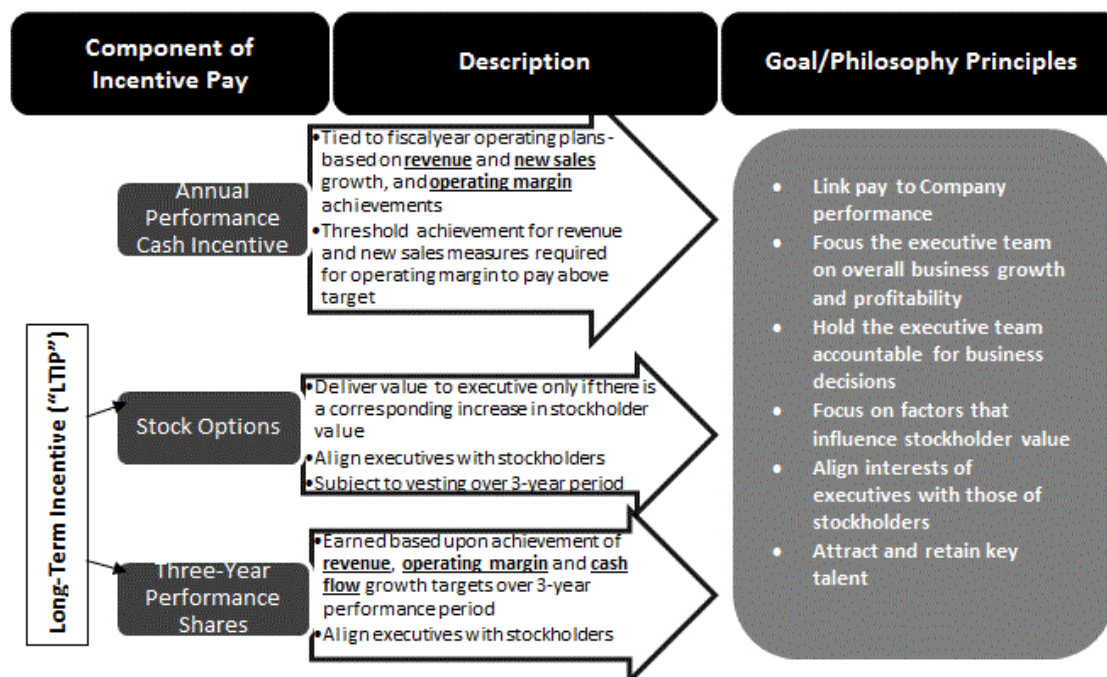 Component of
Incentive Pay
Description
Goal/Philosophy Principles
Annual
Performance
Cash Incentive
•Tied to fiscalyear operating plans-
based on revenue and new sales
growth, and operating margin
achievements
•Threshold achievement for revenue
and new sales measures required
for operating margin to pay above
target
Long-Term Incentive ("LTIP")
Stock Options
•Deliver value to executive only if there is
a corresponding increase in stockholder
value
•Align executives with stockholders
•Subject to vesting over 3-year period
Three-Year
Performance
Shares
•Earned based upon achievement of
revenue, operating margin and cash
flow growth targets over 3-year
performance period
•Align executives with stockholders
• Link pay to Company
performance
• Focus the executive team
on overall business growth
and profitability
• Hold the executive team
accountable for business
decisions
• Focus on factors that
influence stockholder value
• Align interests of
executives with those of
stockholders
• Attract and retain key
talent